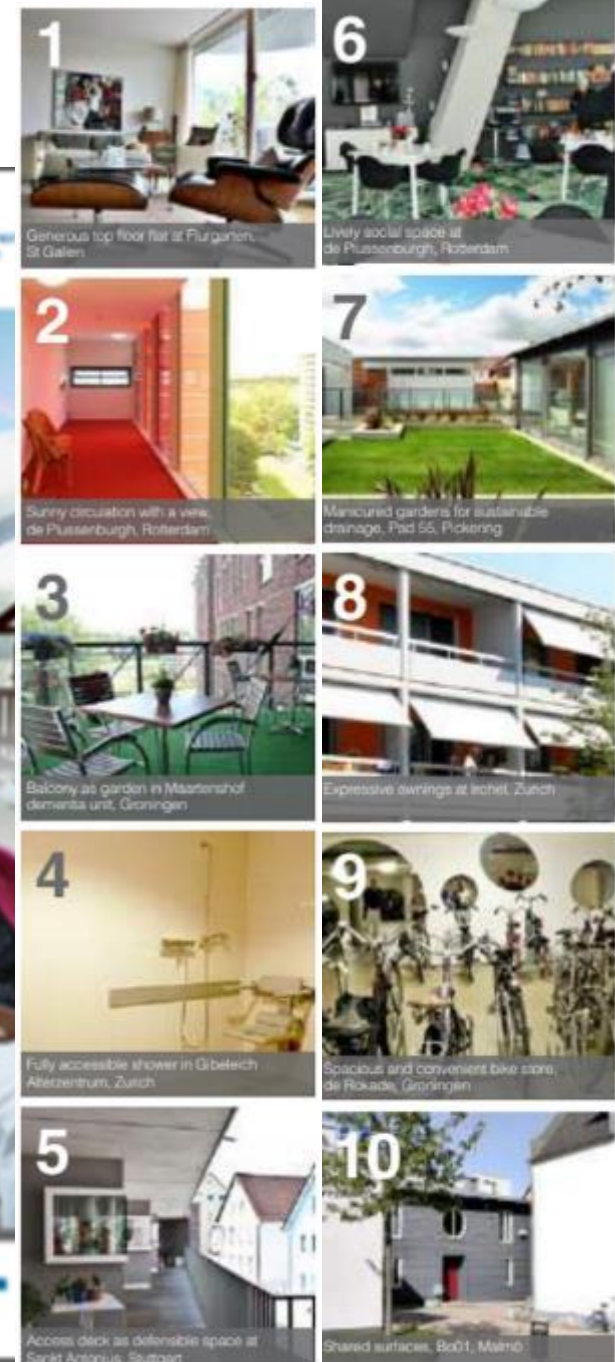 1
Generous top floor flat at Flurgarten,
St Gallen
2
Sunny circulation with a view,
de Plussenburgh, Rotterdam
3
Balcony as garden in Maartenshof
dementia unit, Groningen
4
Fully accessible shower in Gibeleich
Alterzentrum, Zurich
5
Access deck as defensible space at
Sankt Antonius, Stuttgart
6
Lively social space at
de Plussenburgh, Rotterdam
7
Manicured gardens for sustainable
drainage, Pad 55, Pickering
8
Expressive awnings at Irchel, Zurich
9
Spacious and convenient bike store,
de Rokade, Groningen
10
Shared surfaces, Bo01, Malmö